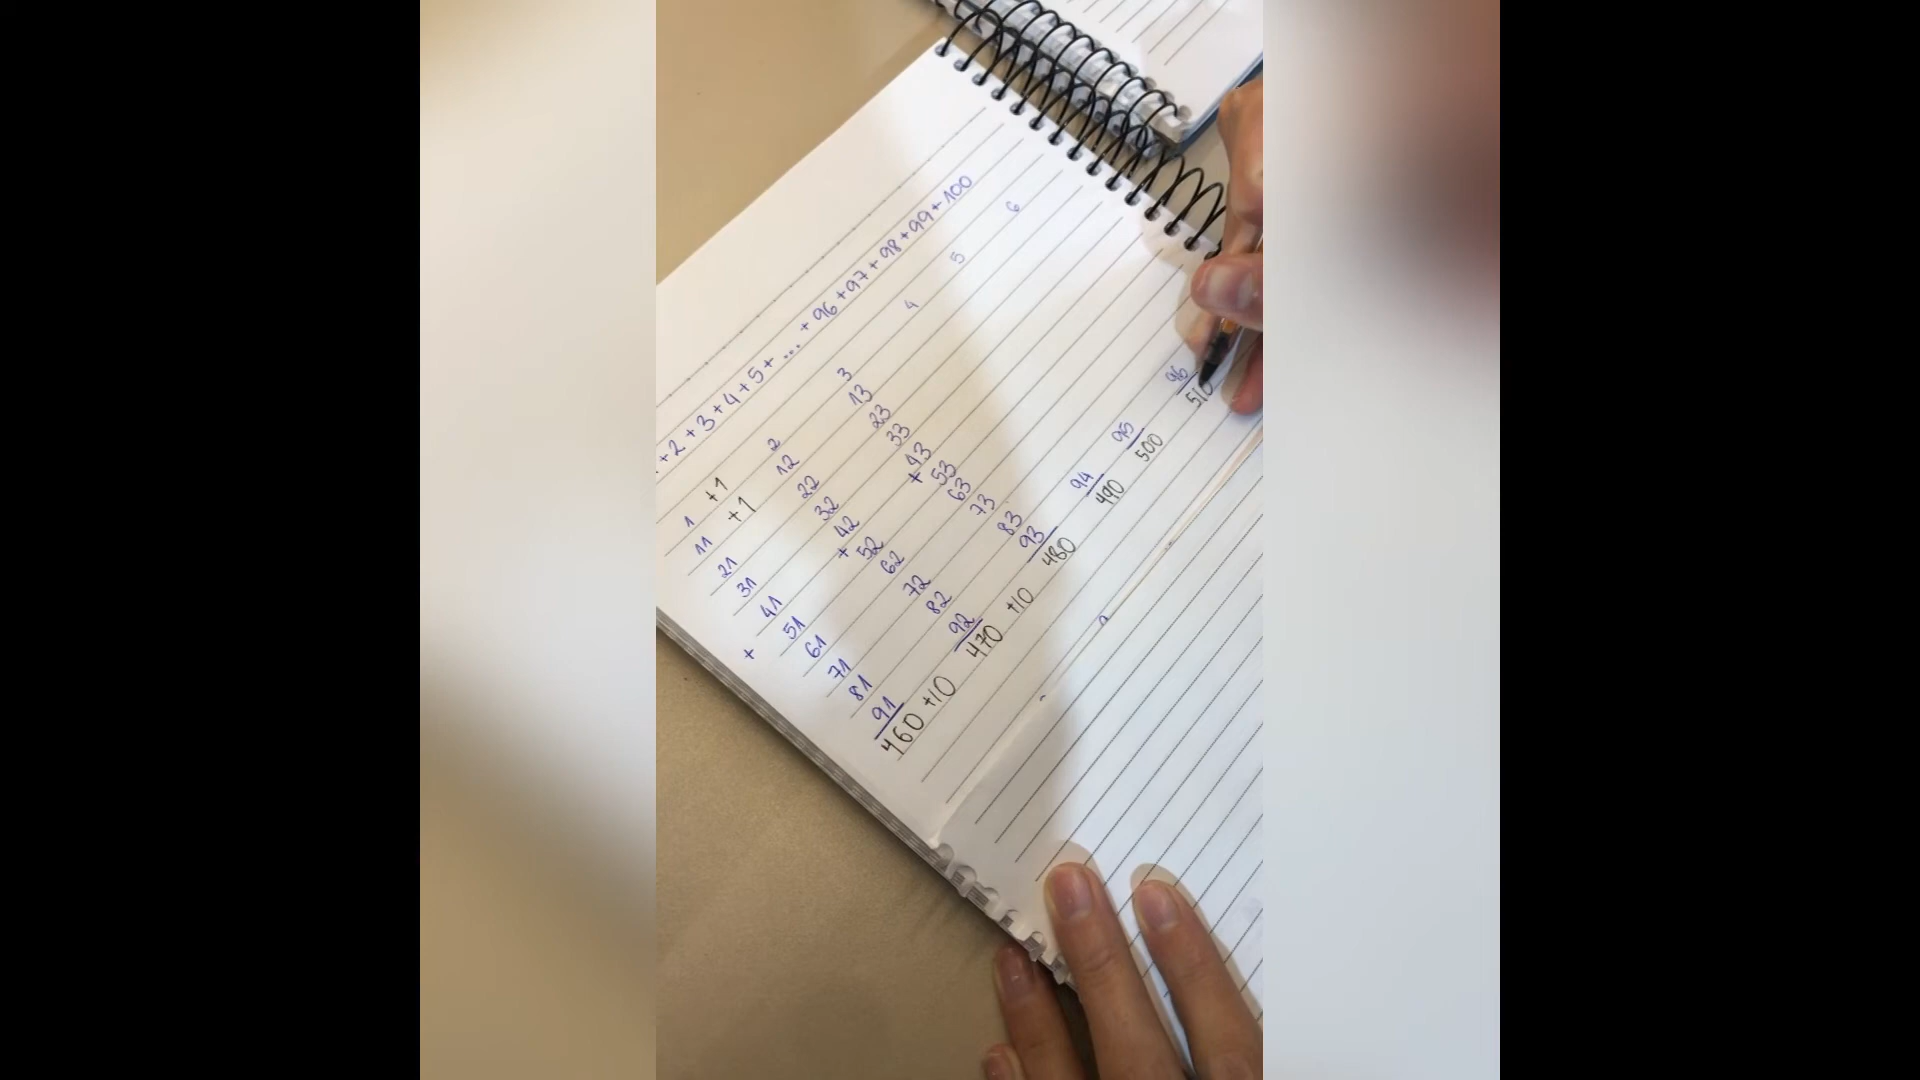 +2+3+4+5+...+96+97+98+99+100
1 +1 2 3 4 5 6
11 +1 12 13
21 22 23
31 32 33
41 42 43
+ 51 + 52 + 53
61 62 63
71 72 73
81 82 83
91 92 93 94 95 96
460 +10 470 +10 480 490 500 510